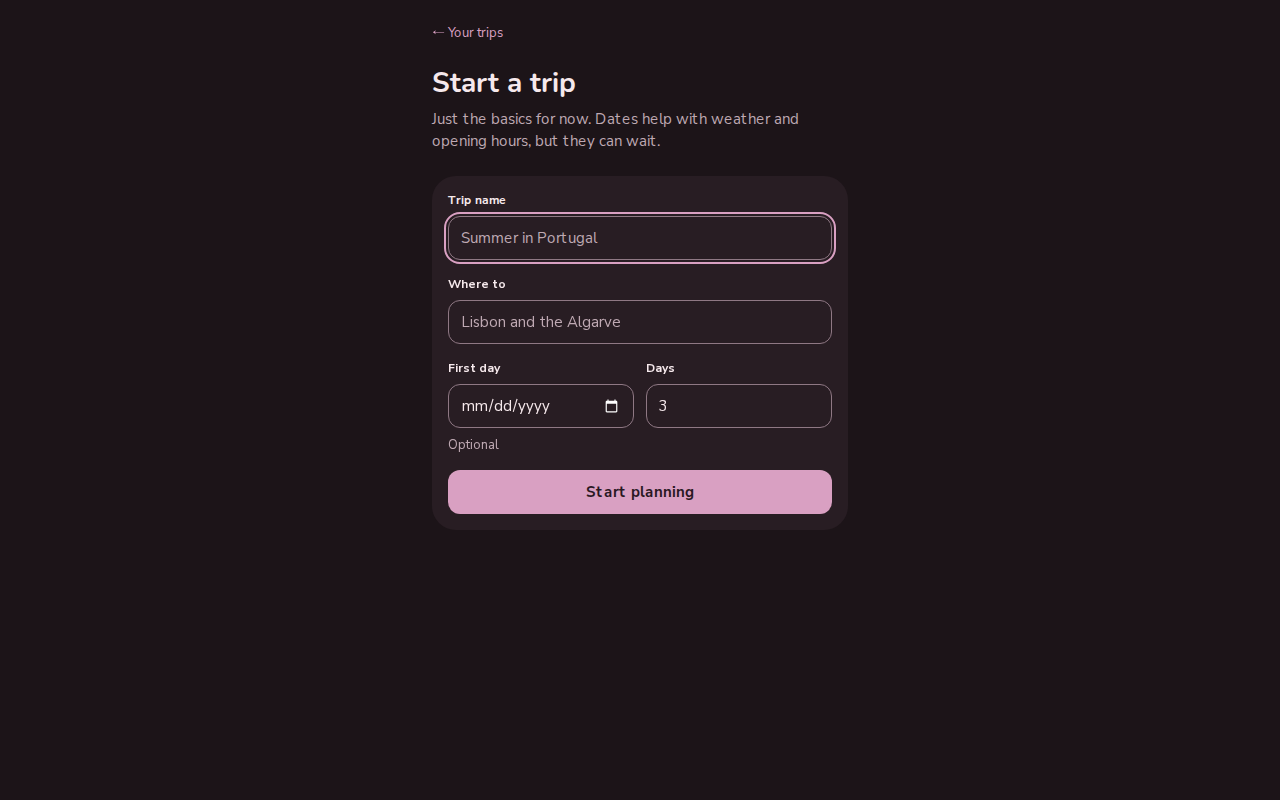 ← Your trips
Start a trip
Just the basics for now. Dates help with weather and
opening hours, but they can wait.
Trip name
Summer in Portugal
Where to
Lisbon and the Algarve
First day
Days
mm/dd/yyyy
3
Optional
Start planning